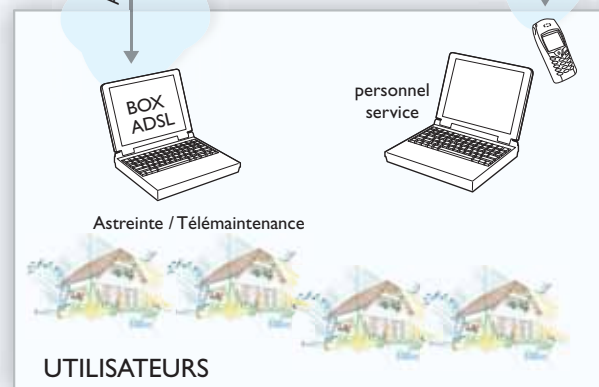 BOX
ADSL
personnel
service
Astreinte / Télémaintenance
UTILISATEURS